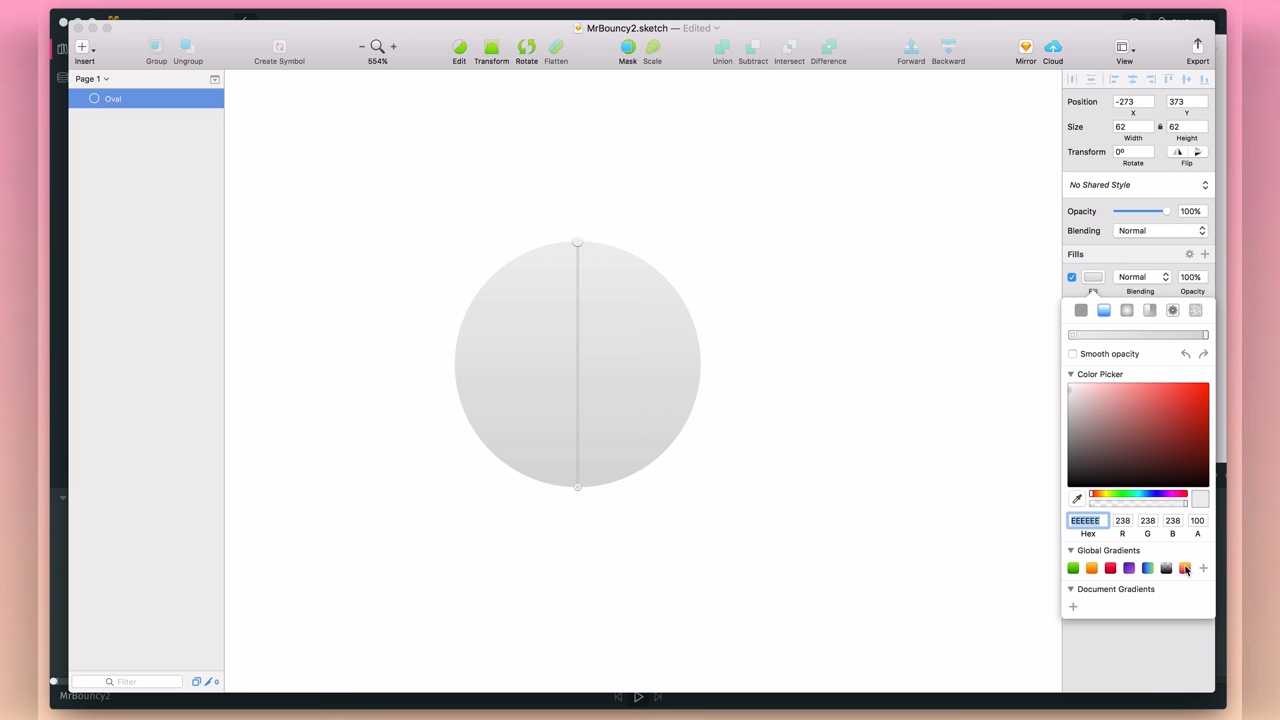 MrBouncy2.sketch — Edited
Insert
Group
Ungroup
Create Symbol
554%
Edit
Transform
Rotate
Flatten
Mask
Scale
Union
Subtract
Intersect
Difference
Forward
Backward
Mirror
Cloud
View
Export
Page 1
Oval
Position
-273
373
X
Y
Size
62
62
Width
Height
Transform
0º
Rotate
Flip
No Shared Style
Opacity
100%
Blending
Normal
Fills
Normal
100%
Blending
Opacity
Smooth opacity
Color Picker
EEEEEE
238
238
238
100
Hex
R
G
B
A
Global Gradients
Document Gradients
Filter
0
MrBouncy2